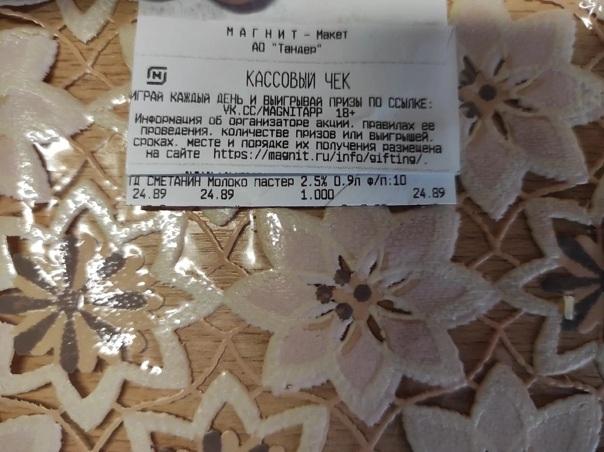 МАГНИТ - Макет
АО "Тандер"
КАССОВЫЙ ЧЕК
ИГРАЙ КАЖДЫЙ ДЕНЬ И ВЫИГРЫВАЙ ПРИЗЫ ПО ССЫЛКЕ:
VK.CC/MAGNITAPP 18+
Информация об организаторе акции, правилах ее
проведения, количестве призов или выигрышей,
сроках, месте и порядке их получения размещена
на сайте https://magnit.ru/info/gifting/.
ТД СМЕТАНИН Молоко пастер 2.5% 0.9л ф/п:10
24.89 24.89 1.000 24.89